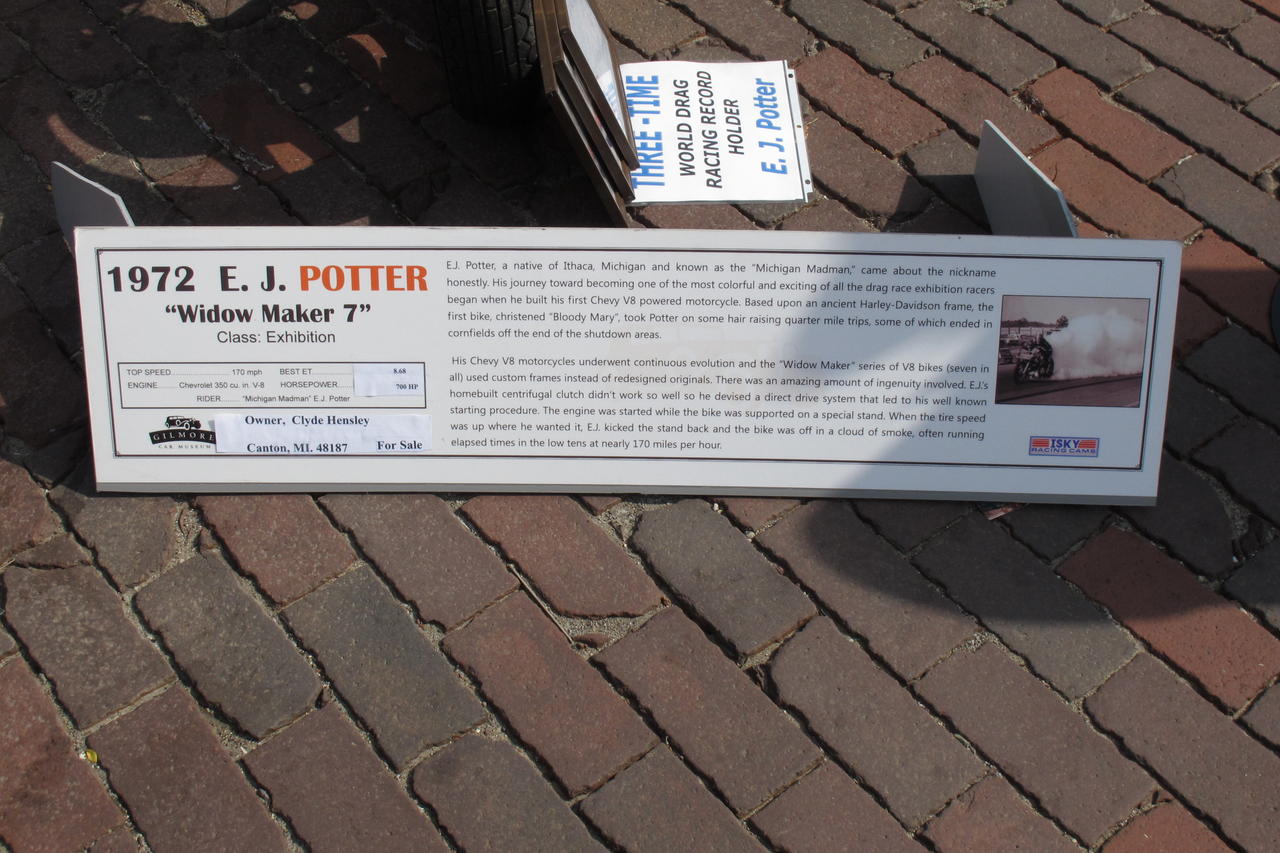 THREE-TIME
WORLD DRAG
RACING RECORD
HOLDER
E. J. Potter
1972 E. J. POTTER
“Widow Maker 7”
Class: Exhibition
TOP SPEED.......................... 170 mph BEST ET 8.68
ENGINE........ Chevrolet 350 cu. in. V-8 HORSEPOWER...... 700 HP
RIDER ...... “Michigan Madman” E.J. Potter
GILMORE
CAR MUSEUM
Owner, Clyde Hensley
Canton, MI. 48187 For Sale
E.J. Potter, a native of Ithaca, Michigan and known as the “Michigan Madman,” came about the nickname
honestly. His journey toward becoming one of the most colorful and exciting of all the drag race exhibition racers
began when he built his first Chevy V8 powered motorcycle. Based upon an ancient Harley-Davidson frame, the
first bike, christened “Bloody Mary”, took Potter on some hair raising quarter mile trips, some of which ended in
cornfields off the end of the shutdown areas.
His Chevy V8 motorcycles underwent continuous evolution and the “Widow Maker” series of V8 bikes (seven in
all) used custom frames instead of redesigned originals. There was an amazing amount of ingenuity involved. E.J.’s
homebuilt centrifugal clutch didn’t work so well so he devised a direct drive system that led to his well known
starting procedure. The engine was started while the bike was supported on a special stand. When the tire speed
was up where he wanted it, E.J. kicked the stand back and the bike was off in a cloud of smoke, often running
elapsed times in the low tens at nearly 170 miles per hour.
ISKY
RACING CAMS